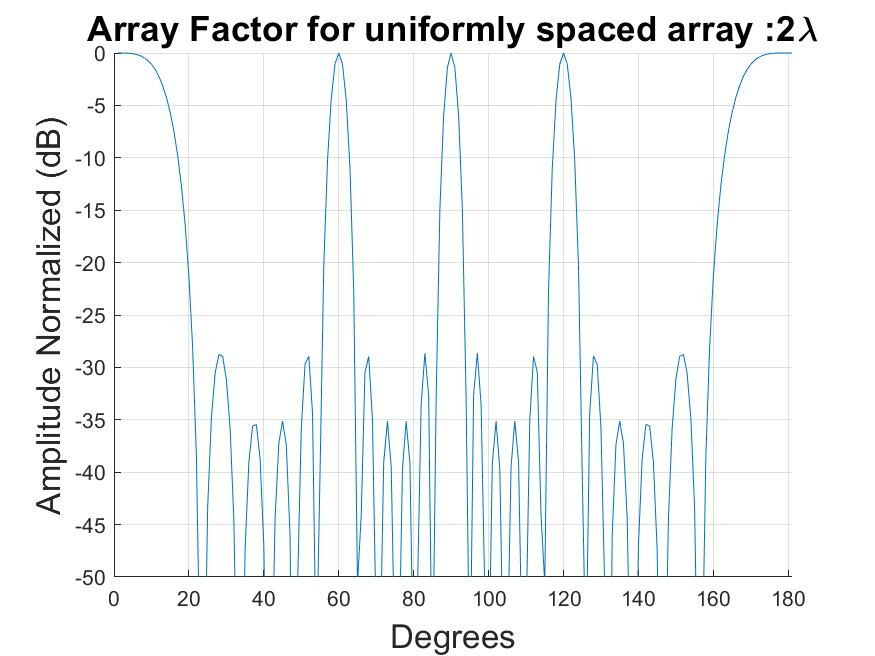 Array Factor for uniformly spaced array :2λ
0
-5
-10
-15
-20
-25
-30
-35
-40
-45
-50
Amplitude Normalized (dB)
0 20 40 60 80 100 120 140 160 180
Degrees